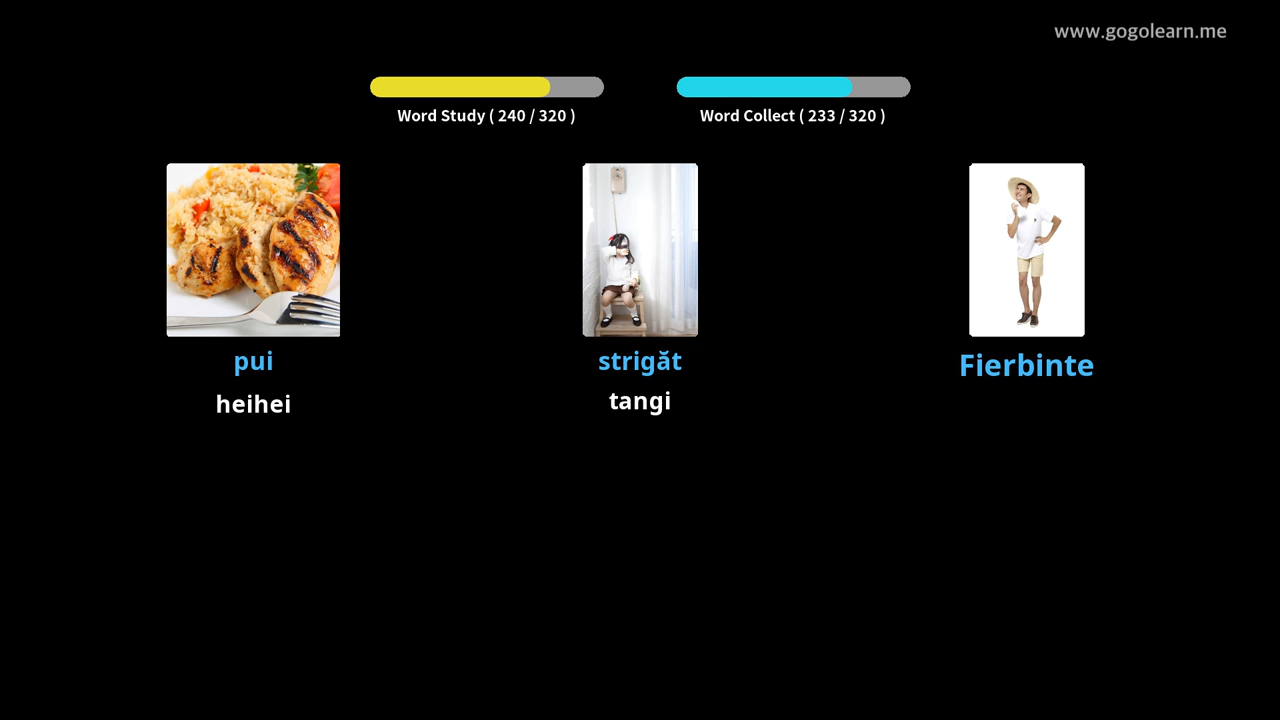 www.gogolearn.me
Word Study ( 240 / 320 )
Word Collect ( 233 / 320 )
pui
strigăt
Fierbinte
heihei
tangi